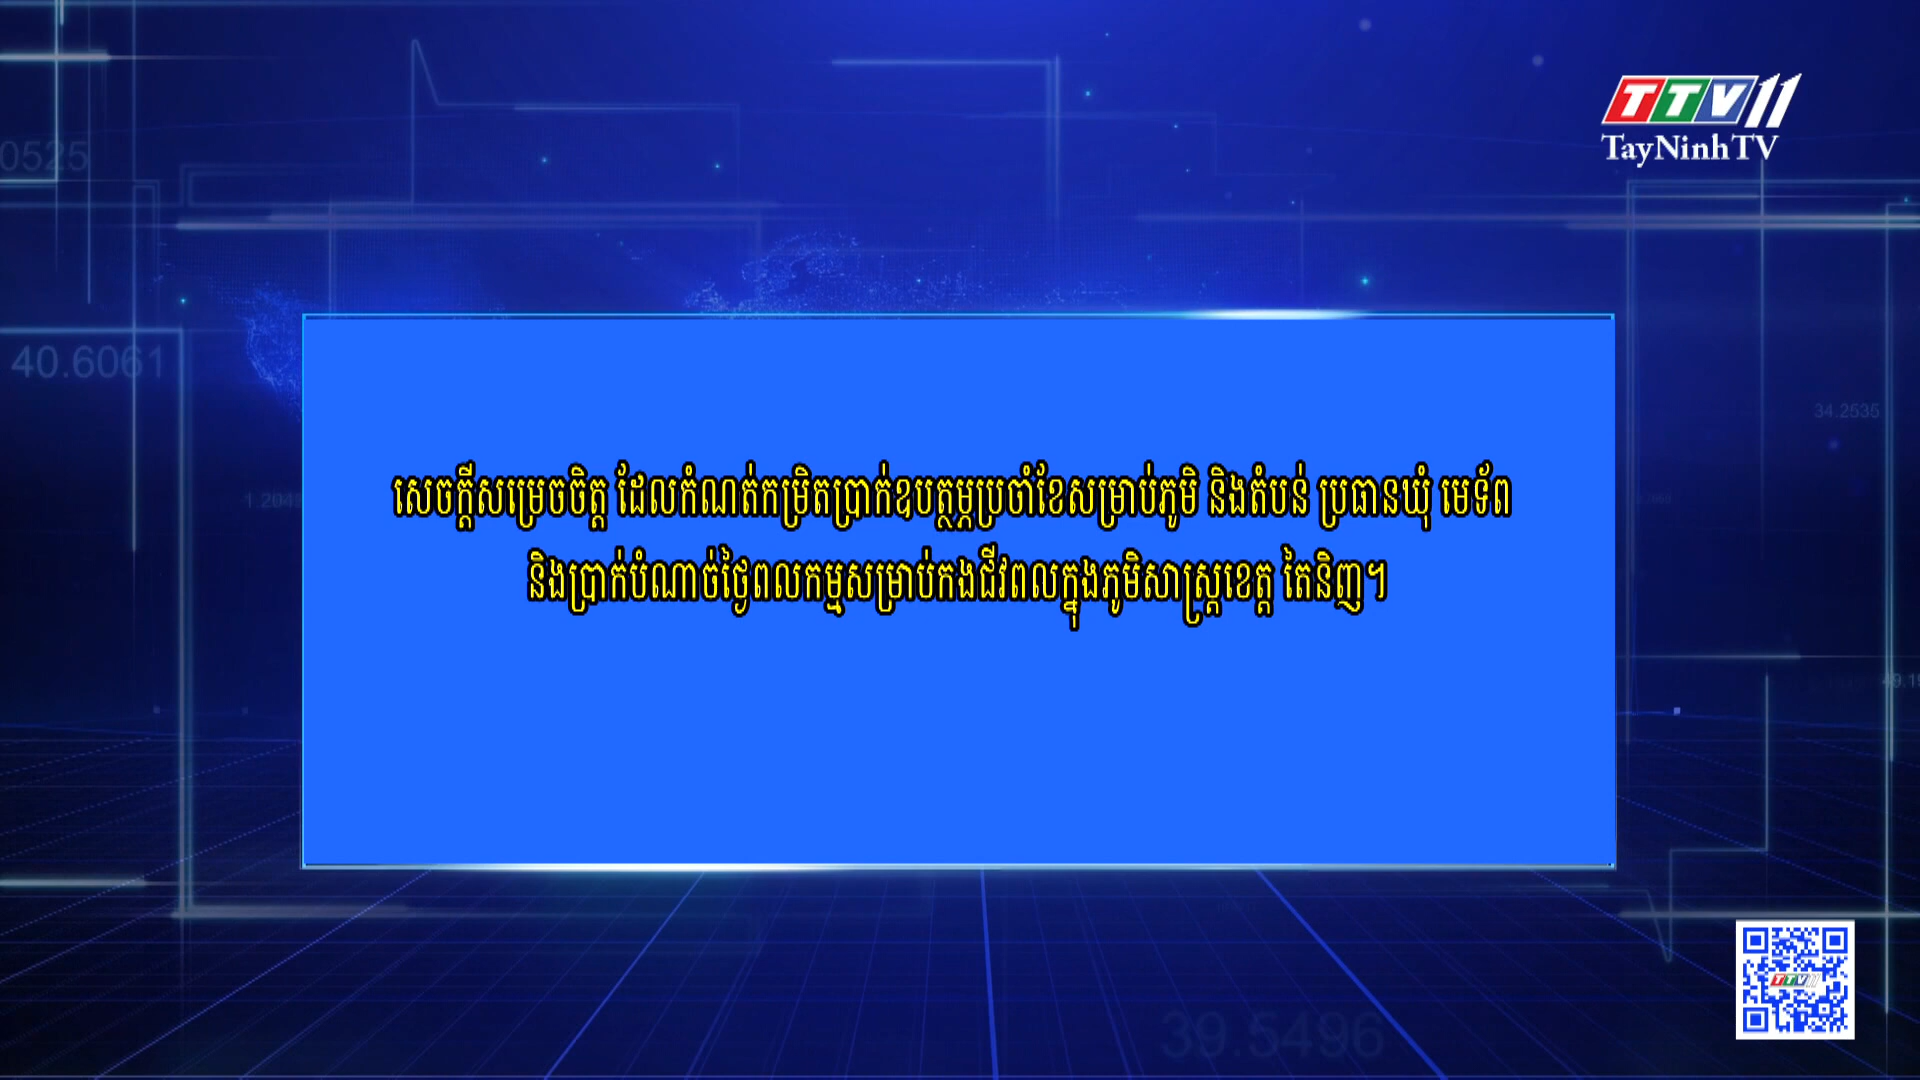 TTV11
TayNinhTV
0525
40.6061
34.2535
សេចក្តីសម្រេចចិត្ត ដែលកំណត់កម្រិតប្រាក់ឧបត្ថម្ភប្រចាំខែសម្រាប់ភូមិ និងតំបន់ ប្រធានឃុំ មេទ័ព
និងប្រាក់បំណាច់ថ្ងៃពលកម្មសម្រាប់កងជីវពលក្នុងភូមិសាស្ត្រខេត្ត តៃនិញ។
39.5496
TTV11